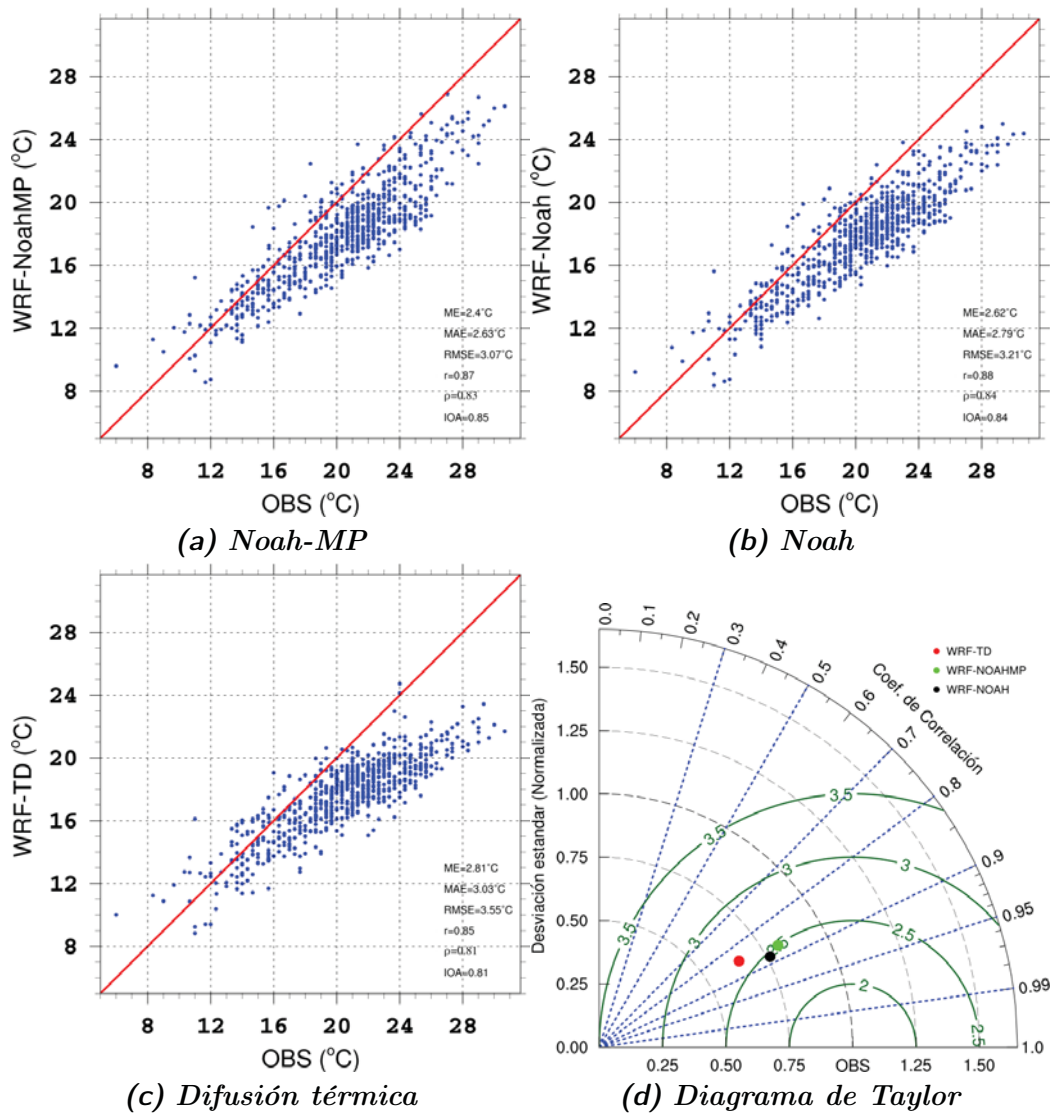 28
24
20
16
12
8
WRF-NoahMP (°C)
ME=2.4°C
MAE=2.63°C
RMSE=3.07°C
r=0.87
ρ=0.83
IOA=0.85
8 12 16 20 24 28
OBS (°C)
(a) Noah-MP
28
24
20
16
12
8
WRF-Noah (°C)
ME=2.62°C
MAE=2.79°C
RMSE=3.21°C
r=0.88
ρ=0.84
IOA=0.84
8 12 16 20 24 28
OBS (°C)
(b) Noah
28
24
20
16
12
8
WRF-TD (°C)
ME=2.81°C
MAE=3.03°C
RMSE=3.55°C
r=0.85
ρ=0.81
IOA=0.81
8 12 16 20 24 28
OBS (°C)
(c) Difusión térmica
WRF-TD
WRF-NOAHMP
WRF-NOAH
Coef. de Correlación
0.0 0.1 0.2 0.3 0.4 0.5 0.6 0.7 0.8 0.9 0.95 0.99 1.0
1.50
1.25
1.00
0.75
0.50
0.25
0.00
Desviación estandar (Normalizada)
3.5
3.5
3.5
3
3
3
2.5
2.5
2
2.5
0.25 0.50 0.75 OBS 1.25 1.50
(d) Diagrama de Taylor